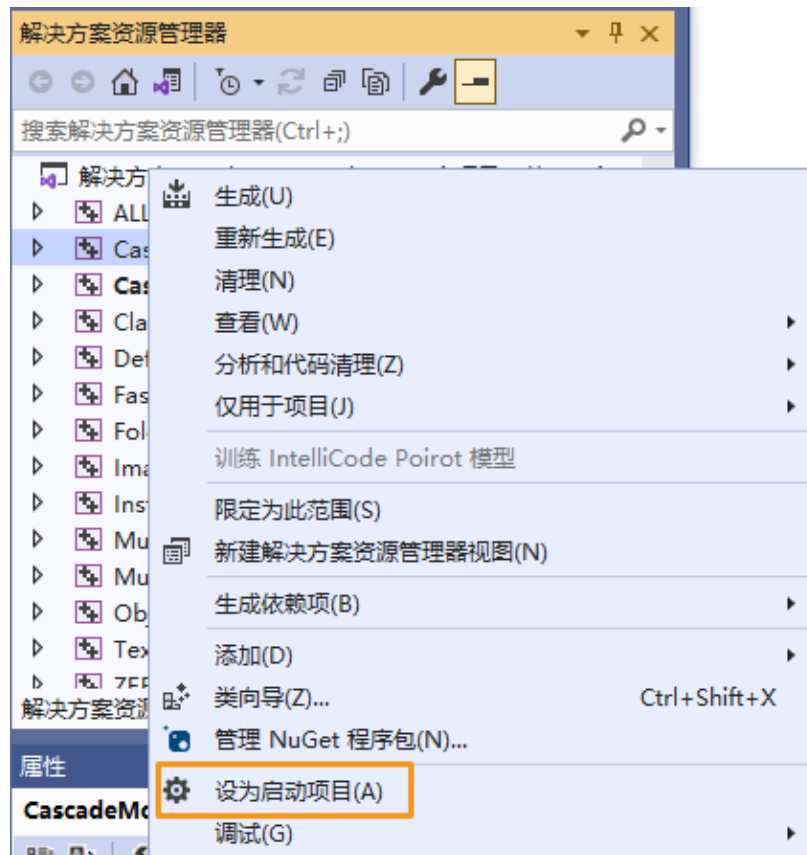 解决方案资源管理器
搜索解决方案资源管理器(Ctrl+;)
解决方
ALL
Cas
Cas
Cla
Def
Fas
Fol
Ima
Inst
Mu
Mu
Obj
Tex
ZER
解决方案资源
属性
CascadeMo
生成(U)
重新生成(E)
清理(N)
查看(W)
分析和代码清理(Z)
仅用于项目(J)
训练 IntelliCode Poirot 模型
限定为此范围(S)
新建解决方案资源管理器视图(N)
生成依赖项(B)
添加(D)
类向导(Z)... Ctrl+Shift+X
管理 NuGet 程序包(N)...
设为启动项目(A)
调试(G)